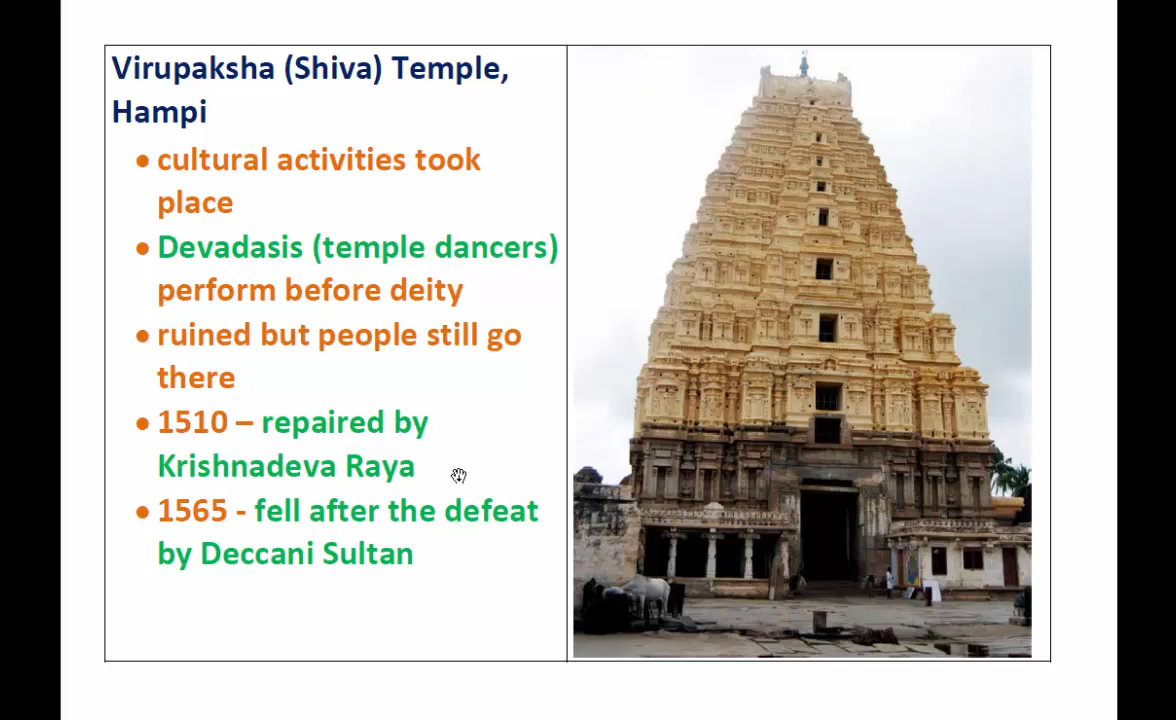 Virupaksha (Shiva) Temple,
Hampi
• cultural activities took
place
• Devadasis (temple dancers)
perform before deity
• ruined but people still go
there
• 1510 – repaired by
Krishnadeva Raya
• 1565 - fell after the defeat
by Deccani Sultan